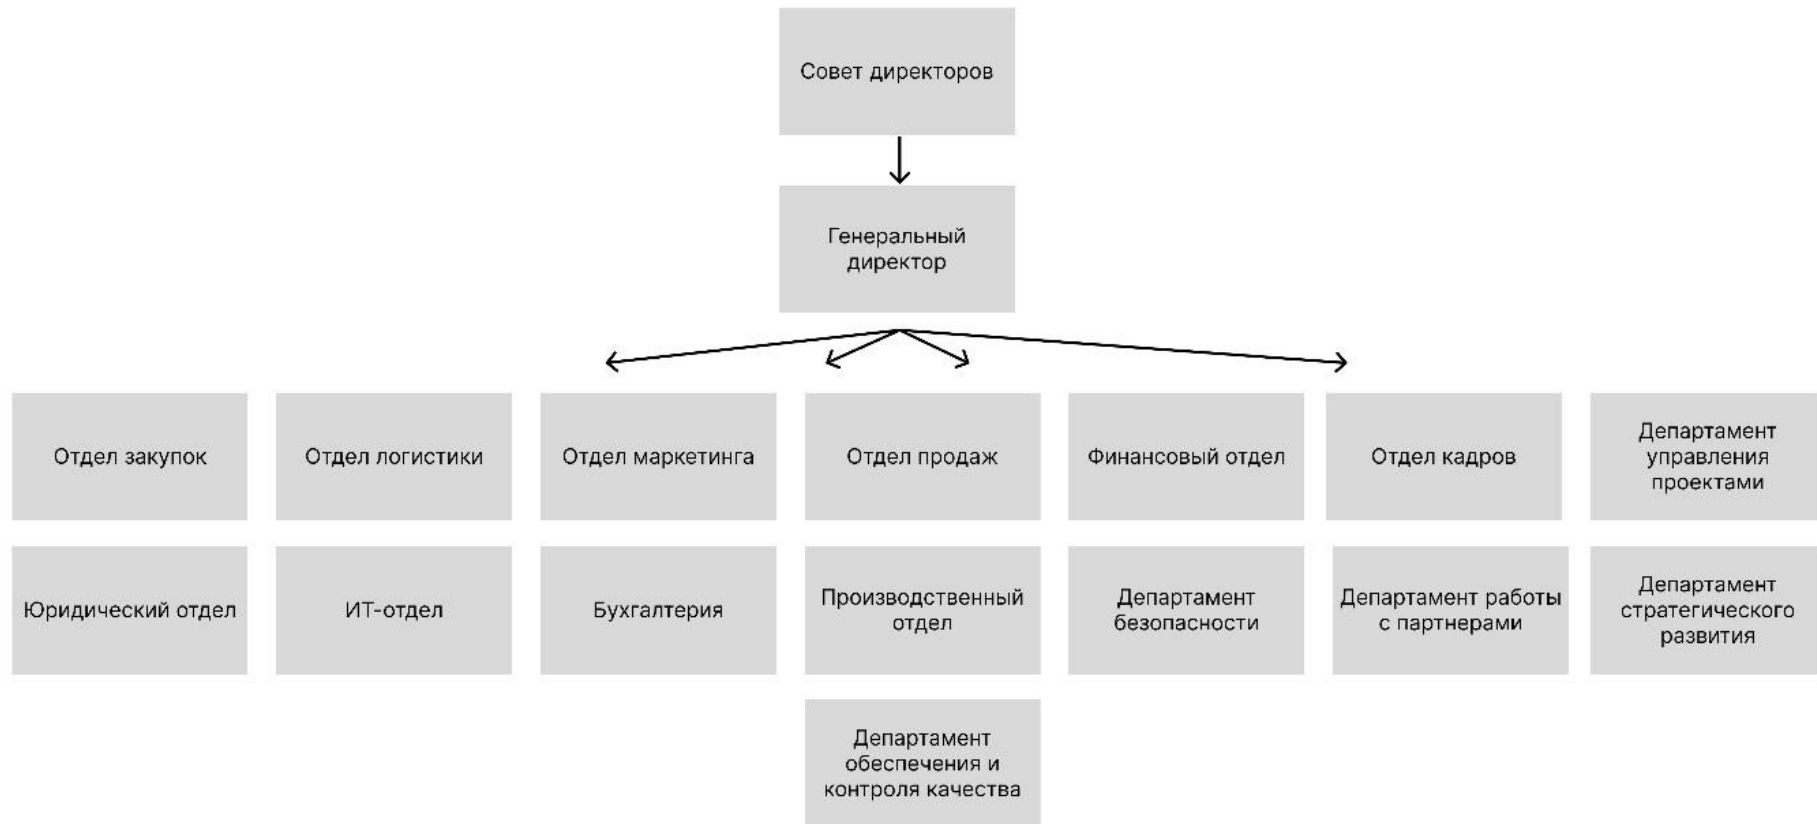 Совет директоров
Генеральный
директор
Отдел закупок
Отдел логистики
Отдел маркетинга
Отдел продаж
Финансовый отдел
Отдел кадров
Департамент
управления
проектами
Юридический отдел
ИТ-отдел
Бухгалтерия
Производственный
отдел
Департамент
безопасности
Департамент работы
с партнерами
Департамент
стратегического
развития
Департамент
обеспечения и
контроля качества